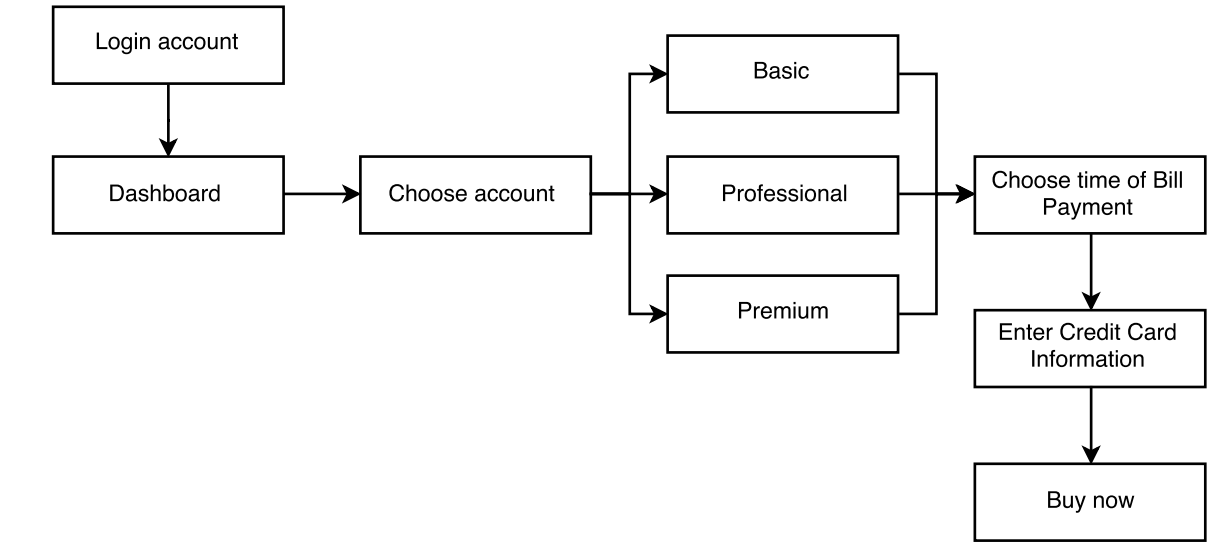 Login account
Dashboard
Choose account
Basic
Professional
Premium
Choose time of Bill
Payment
Enter Credit Card
Information
Buy now